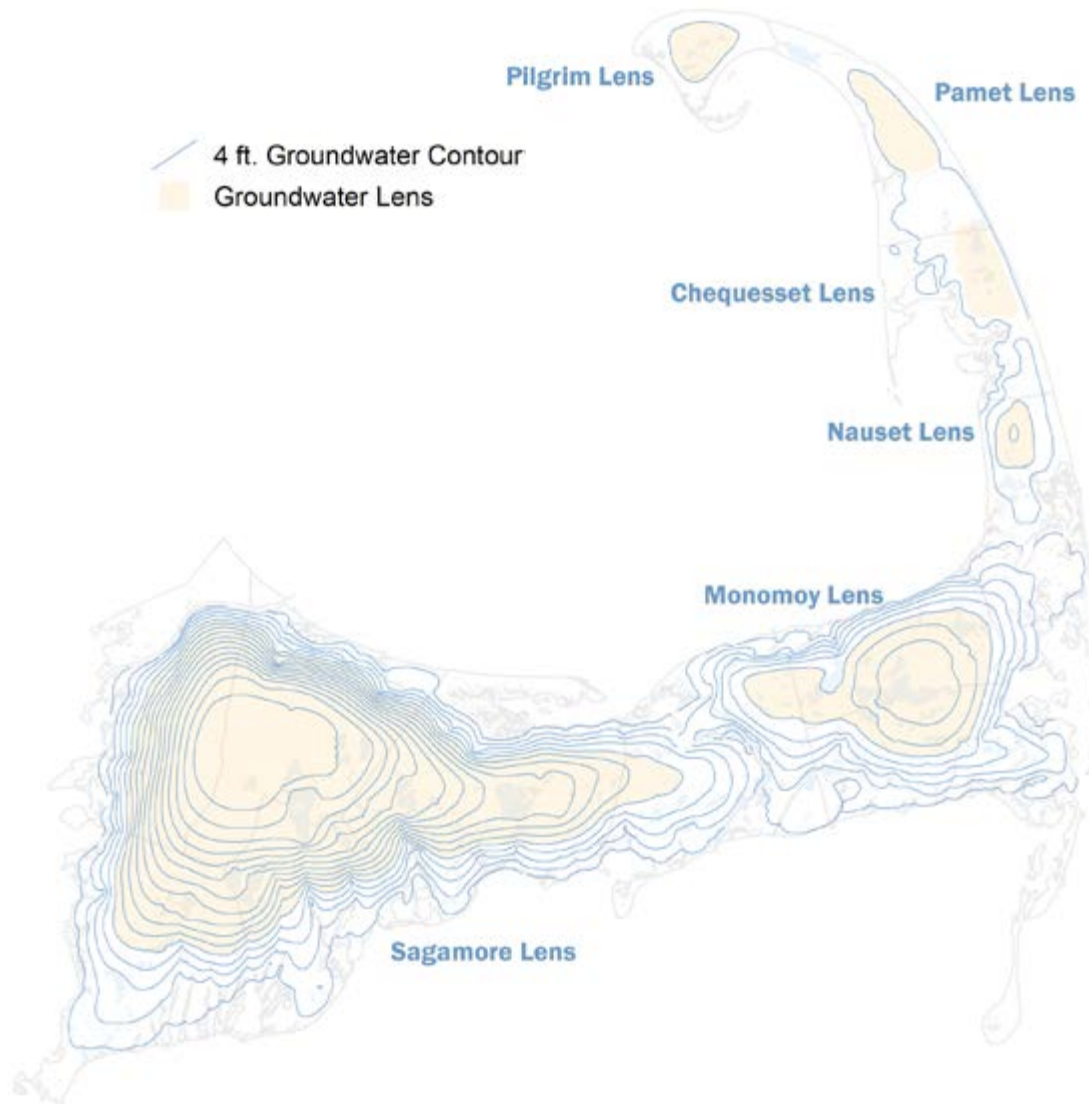 Pilgrim Lens
Pamet Lens
4 ft. Groundwater Contour
Groundwater Lens
Chequesset Lens
Nauset Lens
Monomoy Lens
Sagamore Lens